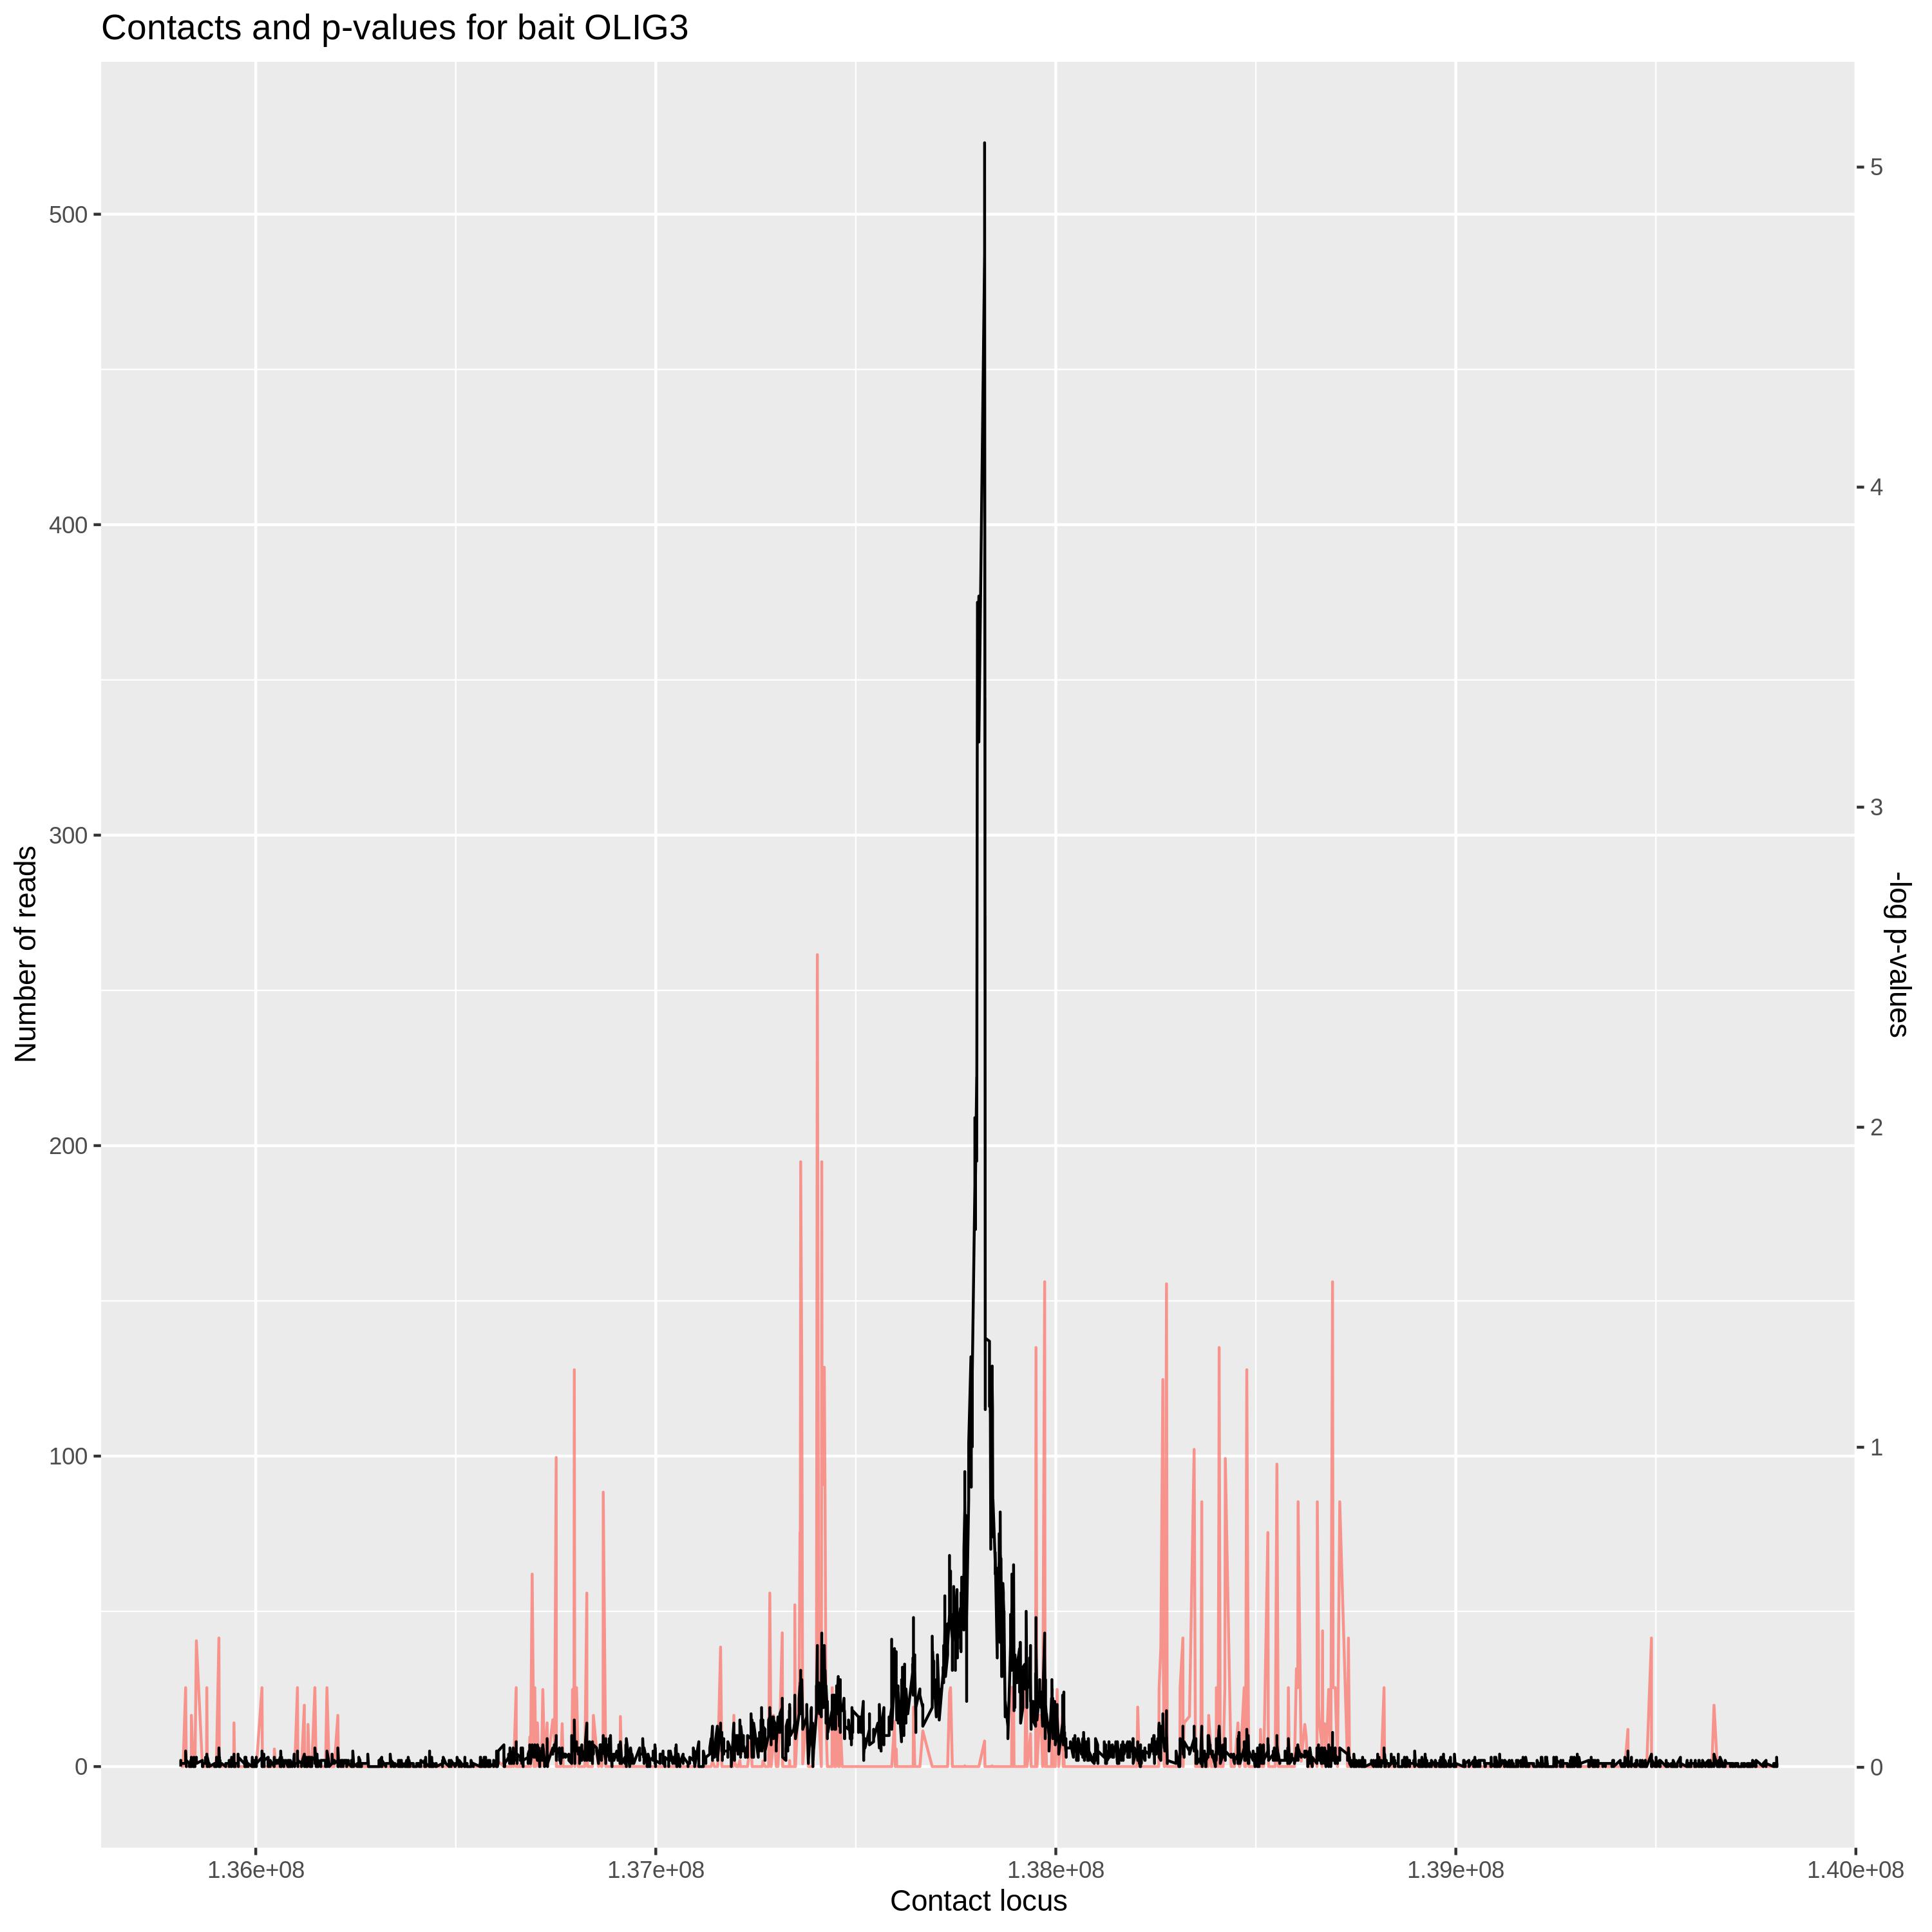 Contacts and p-values for bait OLIG3
Number of reads
500
400
300
200
100
0
5
4
3
2
1
0
-log p-values
1.36e+08
1.37e+08
1.38e+08
1.39e+08
1.40e+08
Contact locus